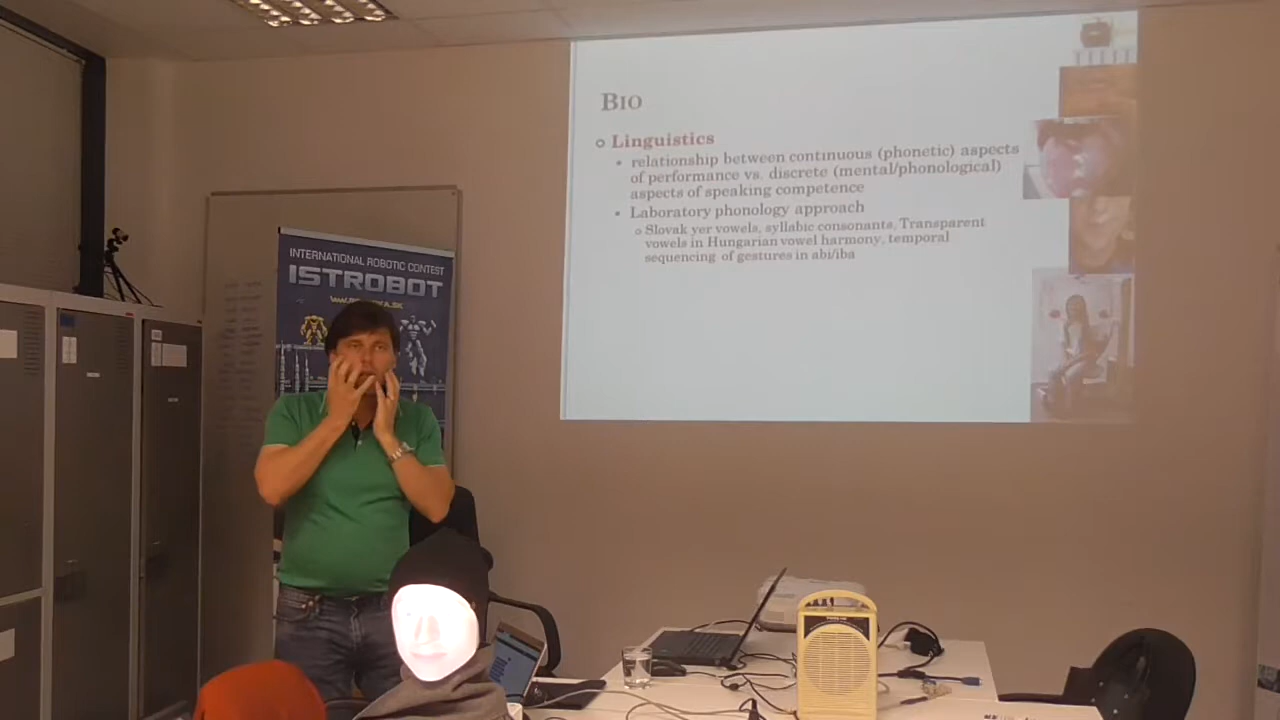 BIO
Linguistics
relationship between continuous (phonetic) aspects
of performance vs. discrete (mental/phonological)
aspects of speaking competence
Laboratory phonology approach
Slovak yer vowels, syllabic consonants, Transparent
vowels in Hungarian vowel harmony, temporal
sequencing of gestures in abi/iba
INTERNATIONAL ROBOTIC CONTEST
ISTROBOT